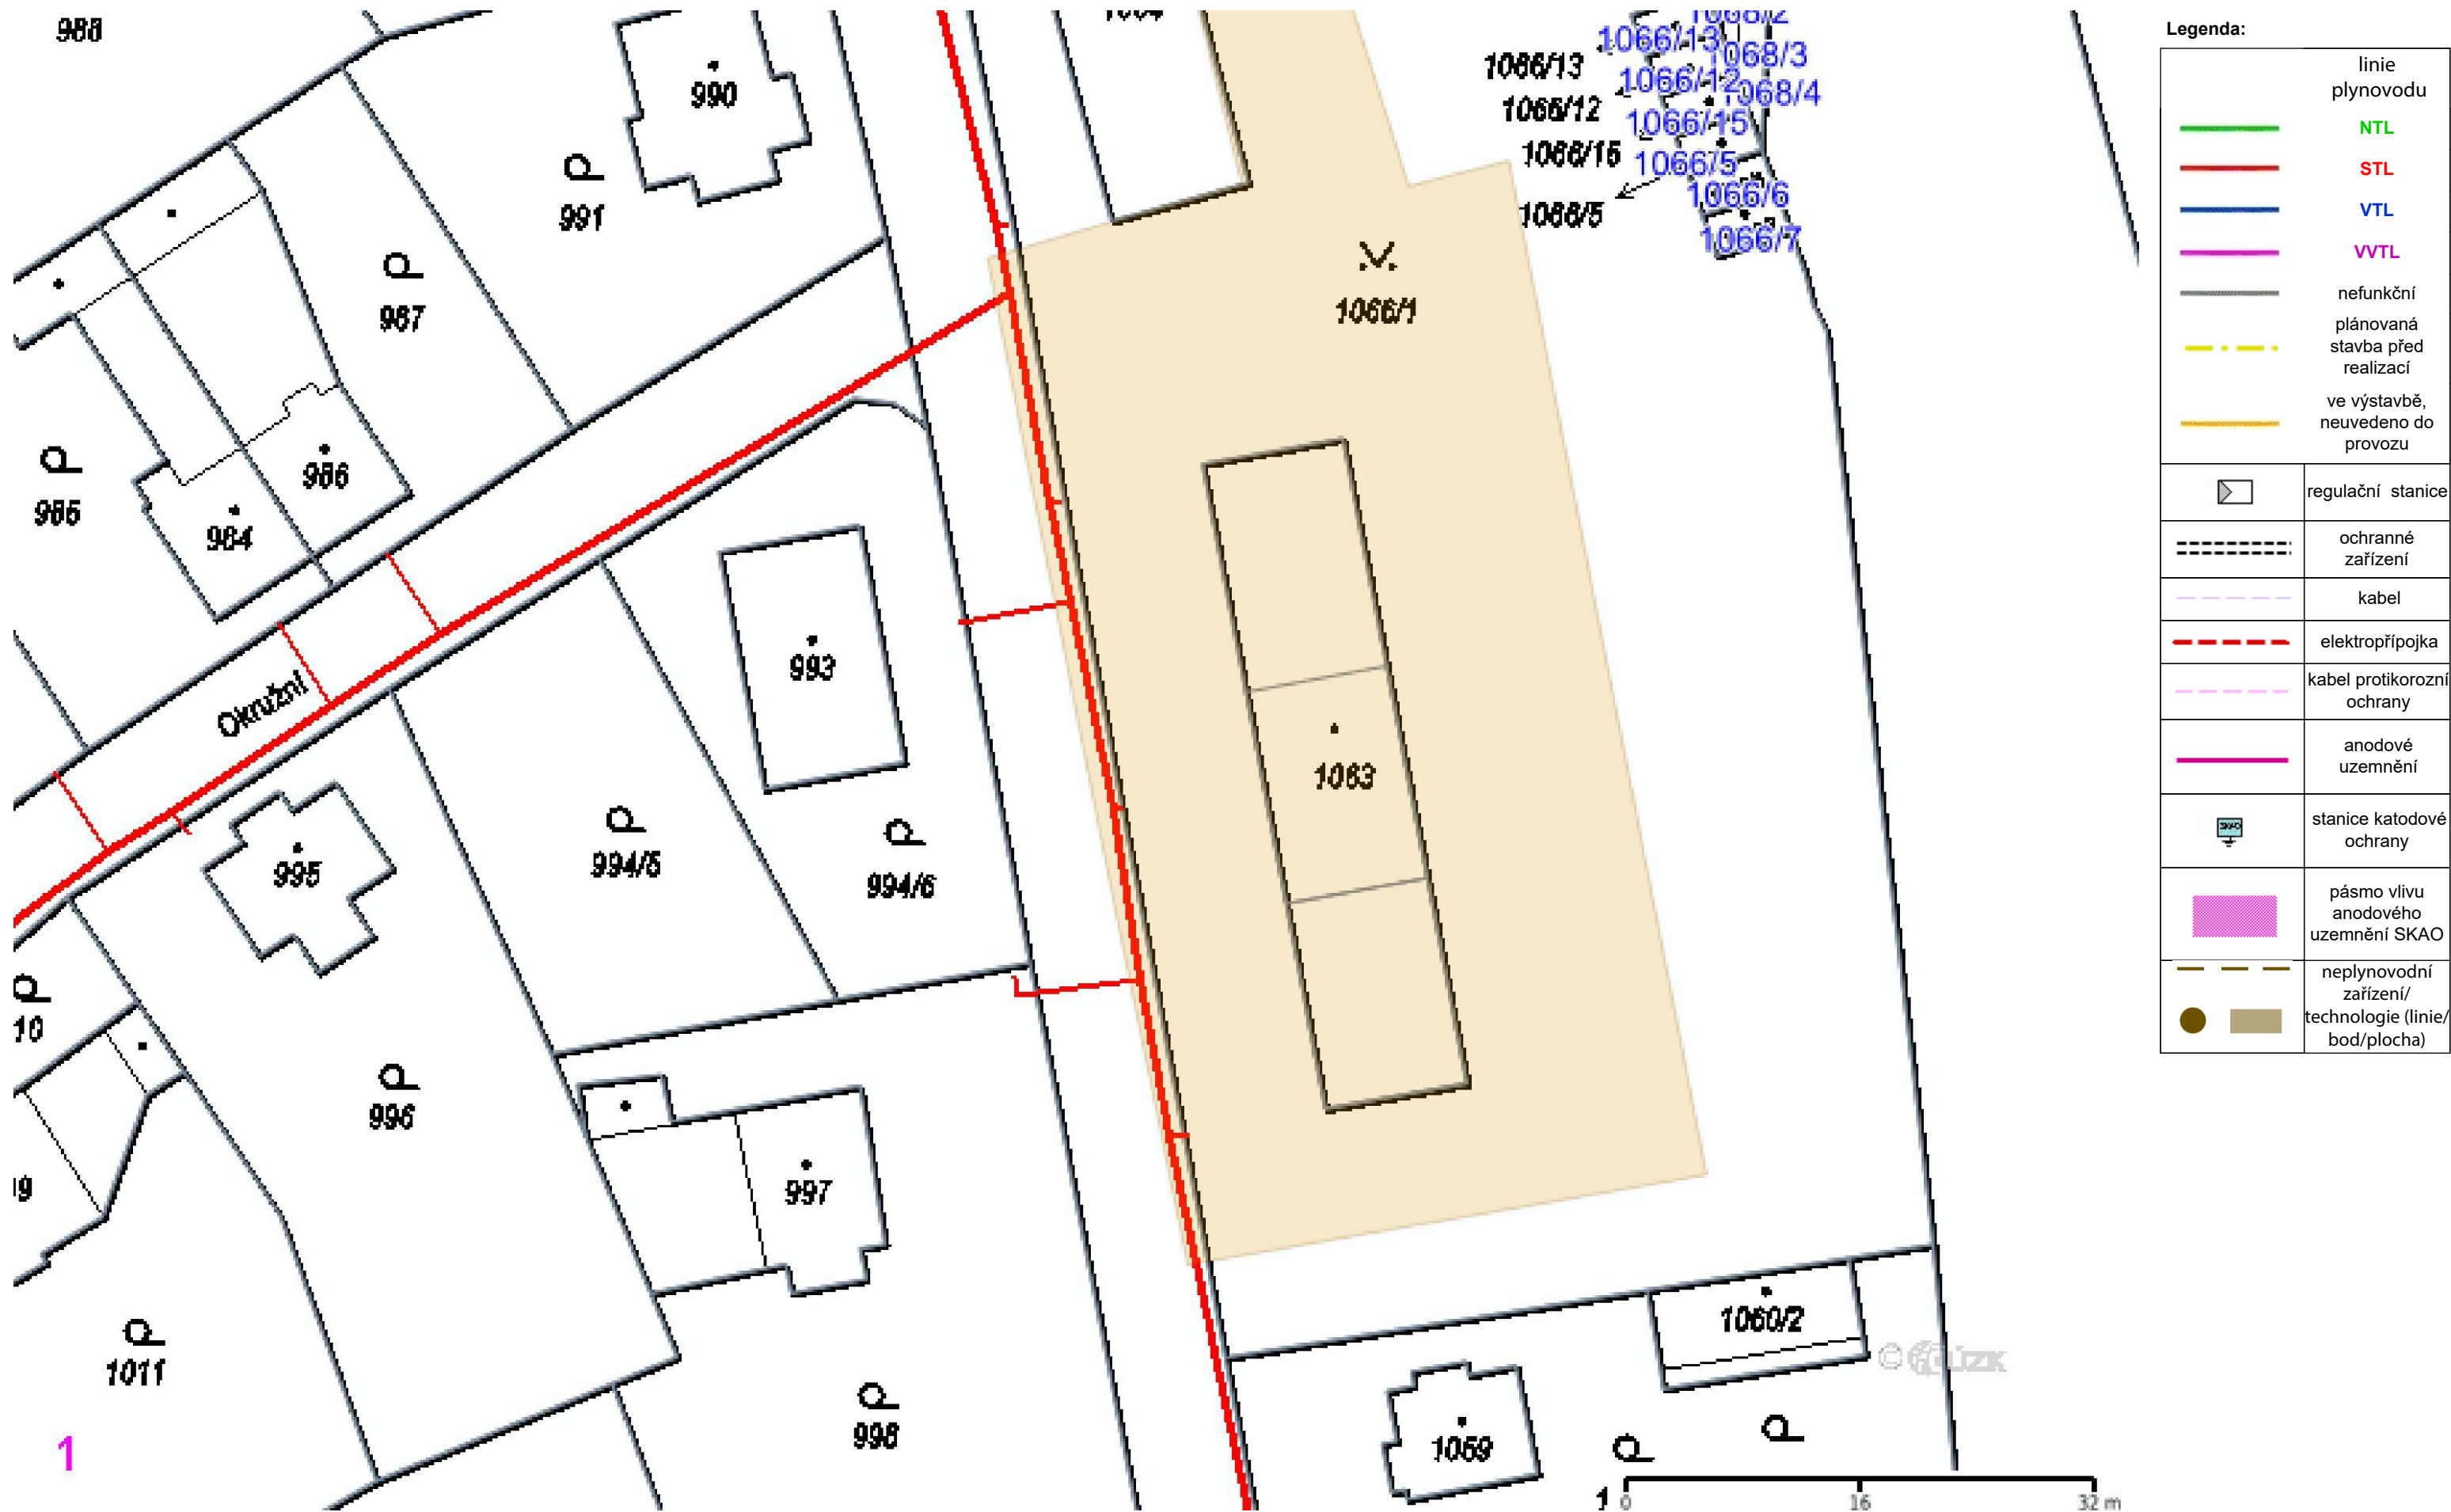 988
990
991
987
985
986
984
993
Okružní
995
994/5
994/6
10
996
19
997
1011
998
1
1066/13
1066/12
1066/15
1066/5
1068/2
1066/13
1068/3
1066/12
1068/4
1066/15
1066/5
1066/6
1066/7
1066/1
1063
1060/2
1059
1
0 16 32 m
Legenda:
linie
plynovodu
NTL
STL
VTL
VVTL
nefunkční
plánovaná
stavba před
realizací
ve výstavbě,
neuvedeno do
provozu
regulační stanice
ochranné
zařízení
kabel
elektropřípojka
kabel protikorozní
ochrany
anodové
uzemnění
SKAO
stanice katodové
ochrany
pásmo vlivu
anodového
uzemnění SKAO
neplynovodní
zařízení/
technologie (linie/
bod/plocha)